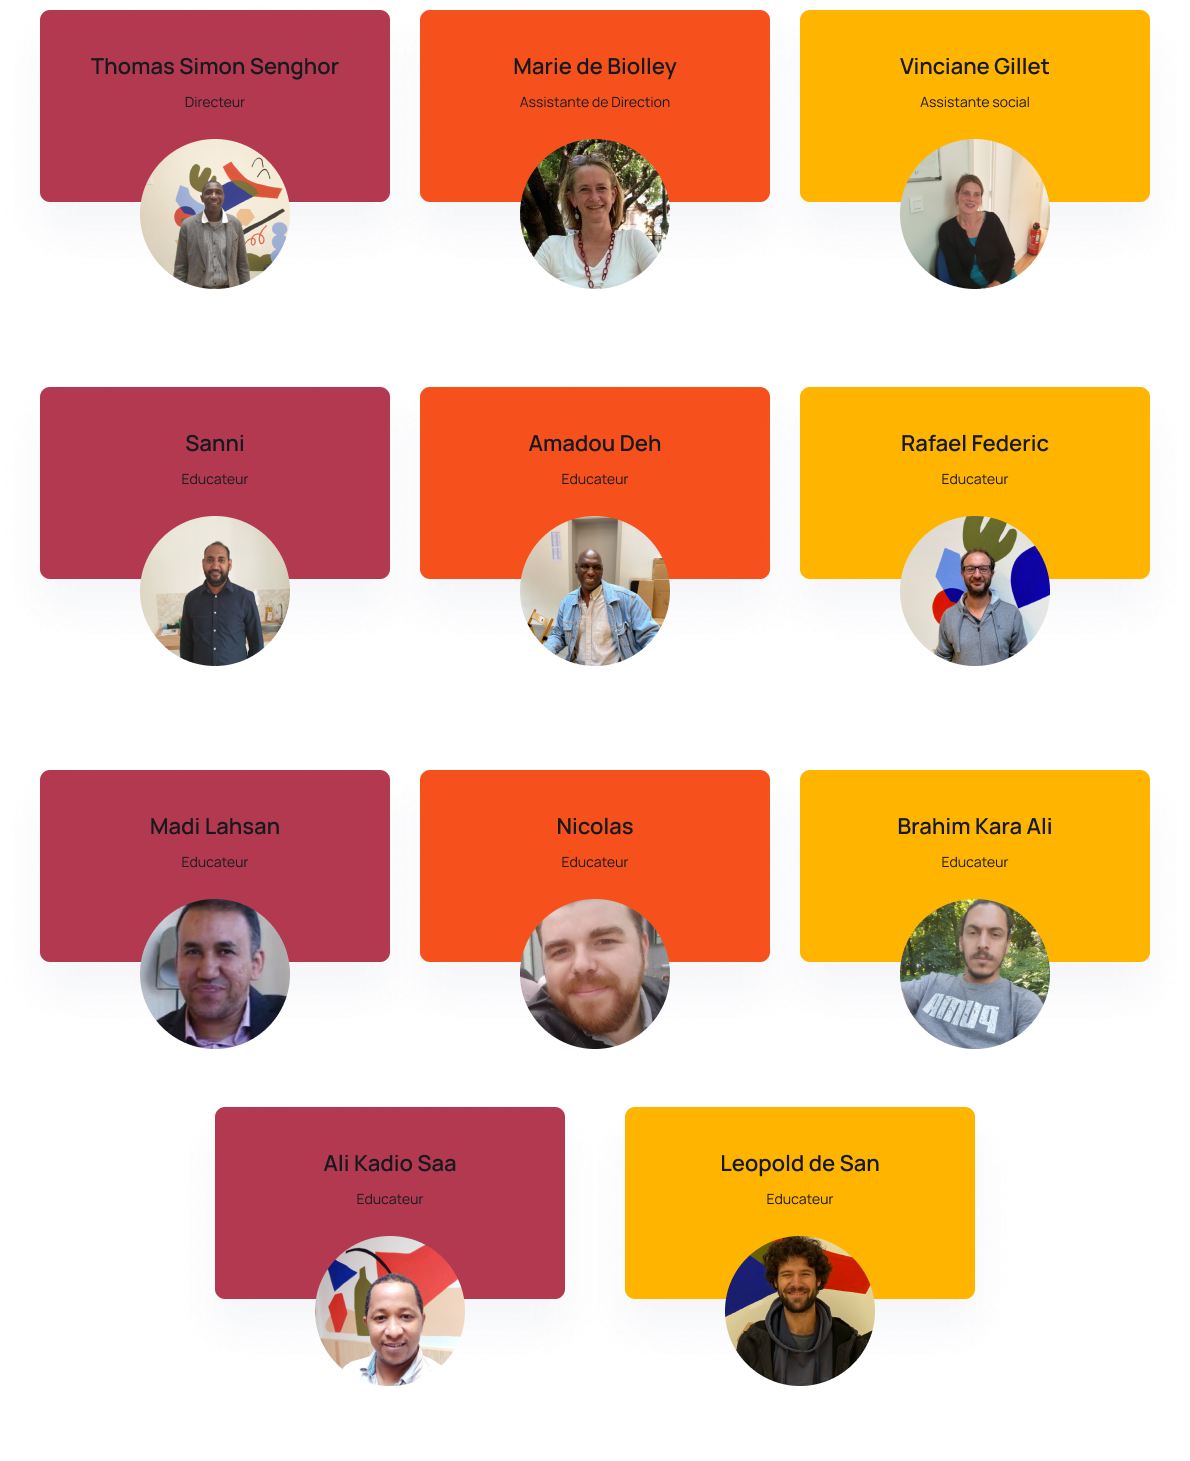 Thomas Simon Senghor
Directeur
Marie de Biolley
Assistante de Direction
Vinciane Gillet
Assistante social
Sanni
Educateur
Amadou Deh
Educateur
Rafael Federic
Educateur
Madi Lahsan
Educateur
Nicolas
Educateur
Brahim Kara Ali
Educateur
PUMA
Ali Kadio Saa
Educateur
Leopold de San
Educateur